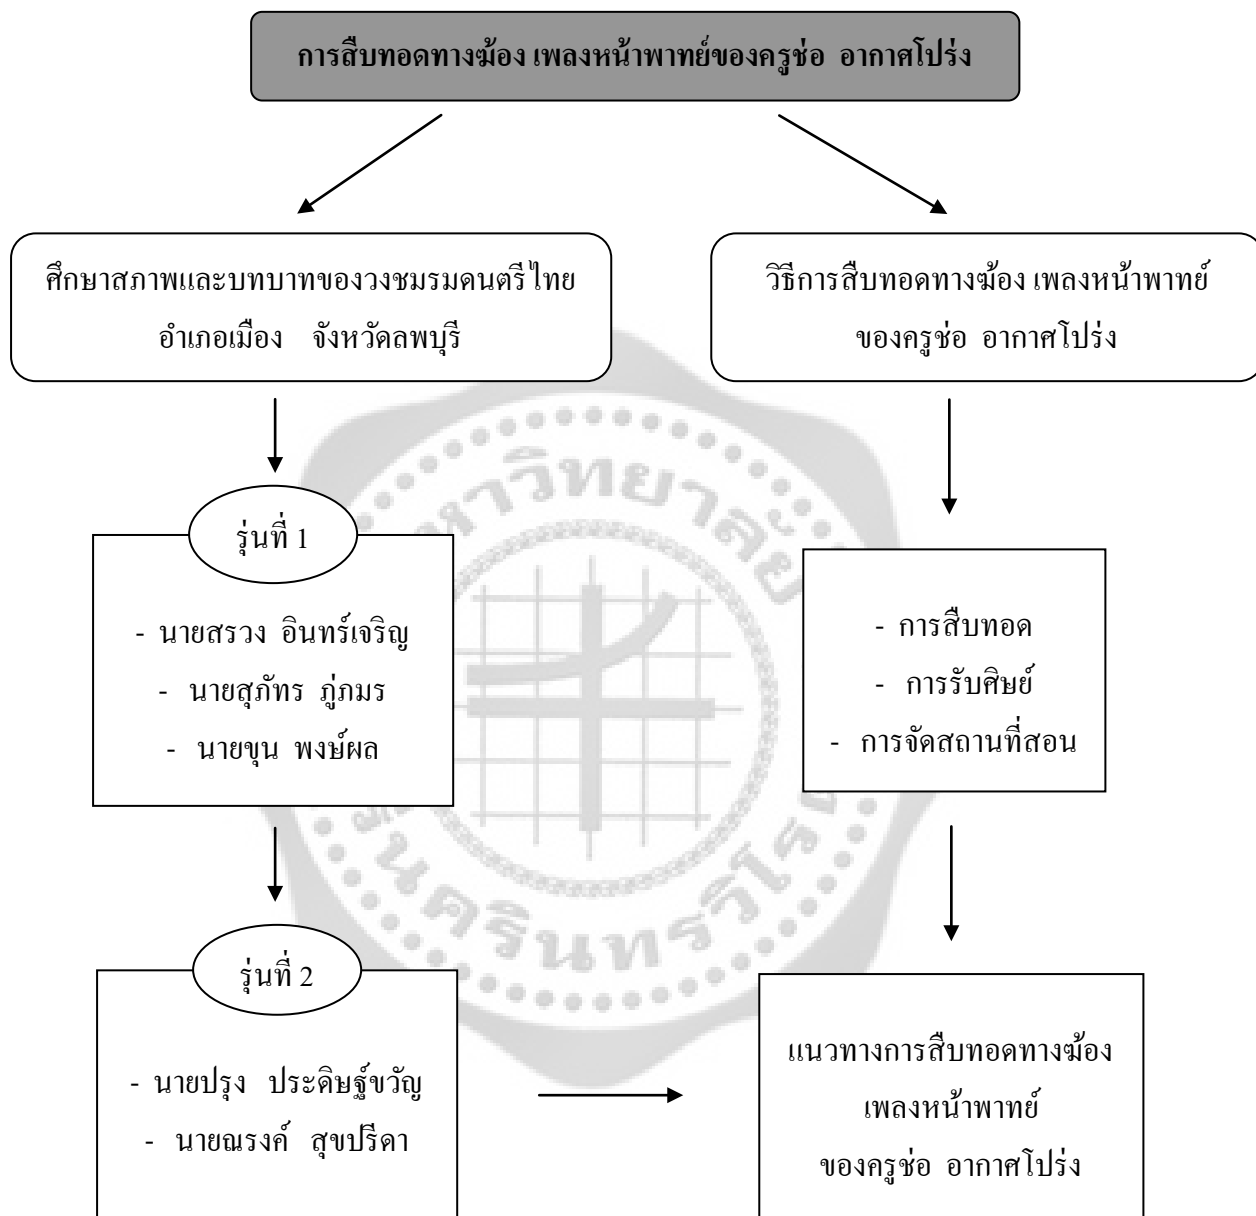 การสืบทอดทางฆ้อง เพลงหน้าพาทย์ของครูช่อ อากาศโปร่ง
ศึกษาสภาพและบทบาทของวงชมรมดนตรีไทย
อำเภอเมือง จังหวัดลพบุรี
วิธีการสืบทอดทางฆ้อง เพลงหน้าพาทย์
ของครูช่อ อากาศโปร่ง
รุ่นที่ 1
- นายสรวง อินทร์เจริญ
- นายสุภัทร ภู่ภมร
- นายขุน พงษ์ผล
- การสืบทอด
- การรับศิษย์
- การจัดสถานที่สอน
รุ่นที่ 2
- นายปรุง ประดิษฐ์ขวัญ
- นายณรงค์ สุขปรีดา
แนวทางการสืบทอดทางฆ้อง
เพลงหน้าพาทย์
ของครูช่อ อากาศโปร่ง